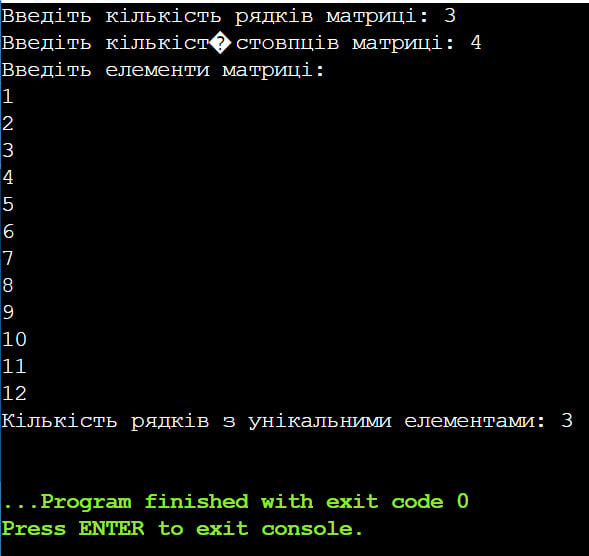 Введіть кількість рядків матриці: 3
Введіть кількіст�стовпців матриці: 4
Введіть елементи матриці:
1
2
3
4
5
6
7
8
9
10
11
12
Кількість рядків з унікальними елементами: 3
...Program finished with exit code 0
Press ENTER to exit console.